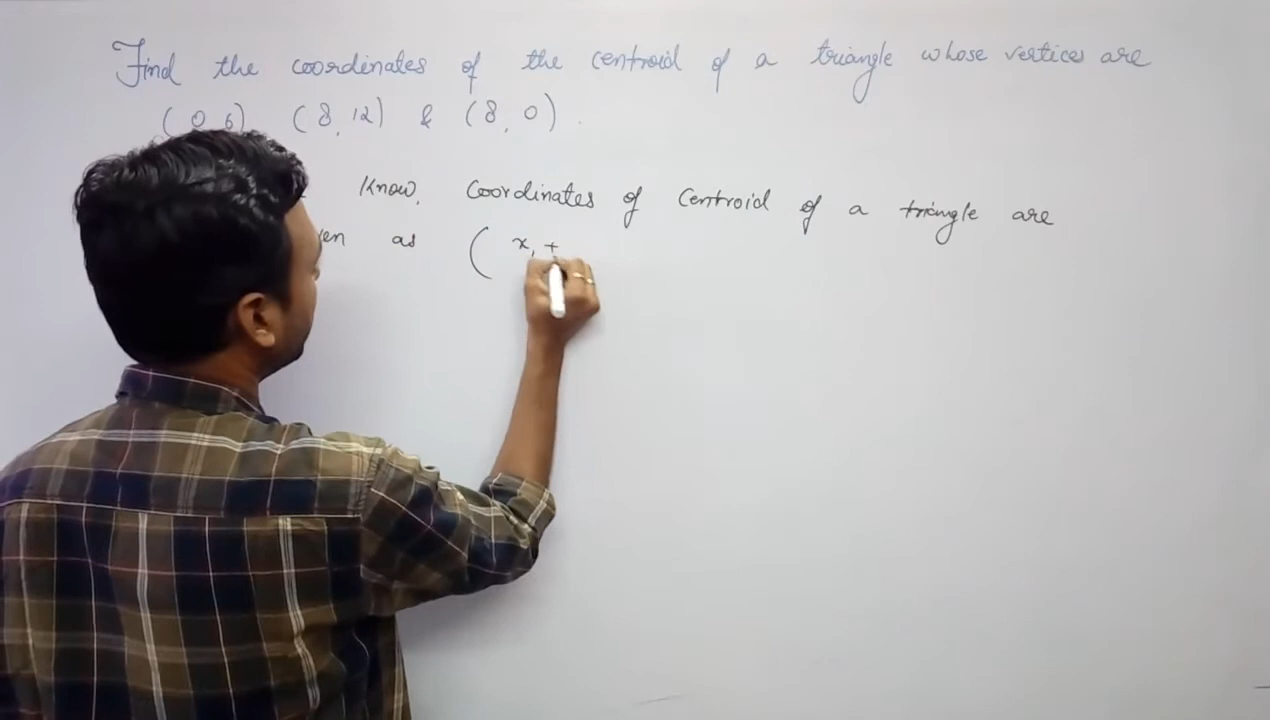 Find the coordinates of the centroid of a triangle whose vertices are
(0,6) (8,12) & (8,0).
Know, Coordinates of Centroid of a triangle are
as ( x₁ +